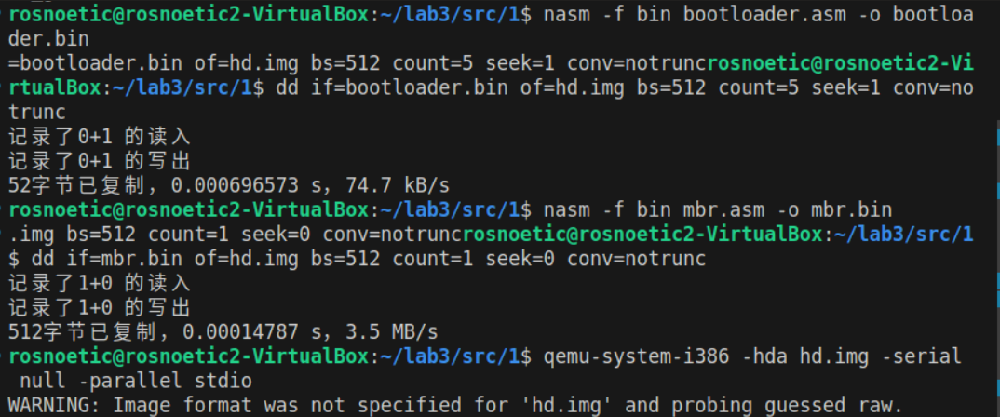 rosnoetic@rosnoetic2-VirtualBox:~/lab3/src/1$ nasm -f bin bootloader.asm -o bootloa
der.bin
=bootloader.bin of=hd.img bs=512 count=5 seek=1 conv=notruncrosnoetic@rosnoetic2-Vi
rtualBox:~/lab3/src/1$ dd if=bootloader.bin of=hd.img bs=512 count=5 seek=1 conv=no
trunc
记录了0+1 的读入
记录了0+1 的写出
52字节已复制，0.000696573 s，74.7 kB/s
rosnoetic@rosnoetic2-VirtualBox:~/lab3/src/1$ nasm -f bin mbr.asm -o mbr.bin
.img bs=512 count=1 seek=0 conv=notruncrosnoetic@rosnoetic2-VirtualBox:~/lab3/src/1
$ dd if=mbr.bin of=hd.img bs=512 count=1 seek=0 conv=notrunc
记录了1+0 的读入
记录了1+0 的写出
512字节已复制，0.00014787 s，3.5 MB/s
rosnoetic@rosnoetic2-VirtualBox:~/lab3/src/1$ qemu-system-i386 -hda hd.img -serial
 null -parallel stdio
WARNING: Image format was not specified for 'hd.img' and probing guessed raw.